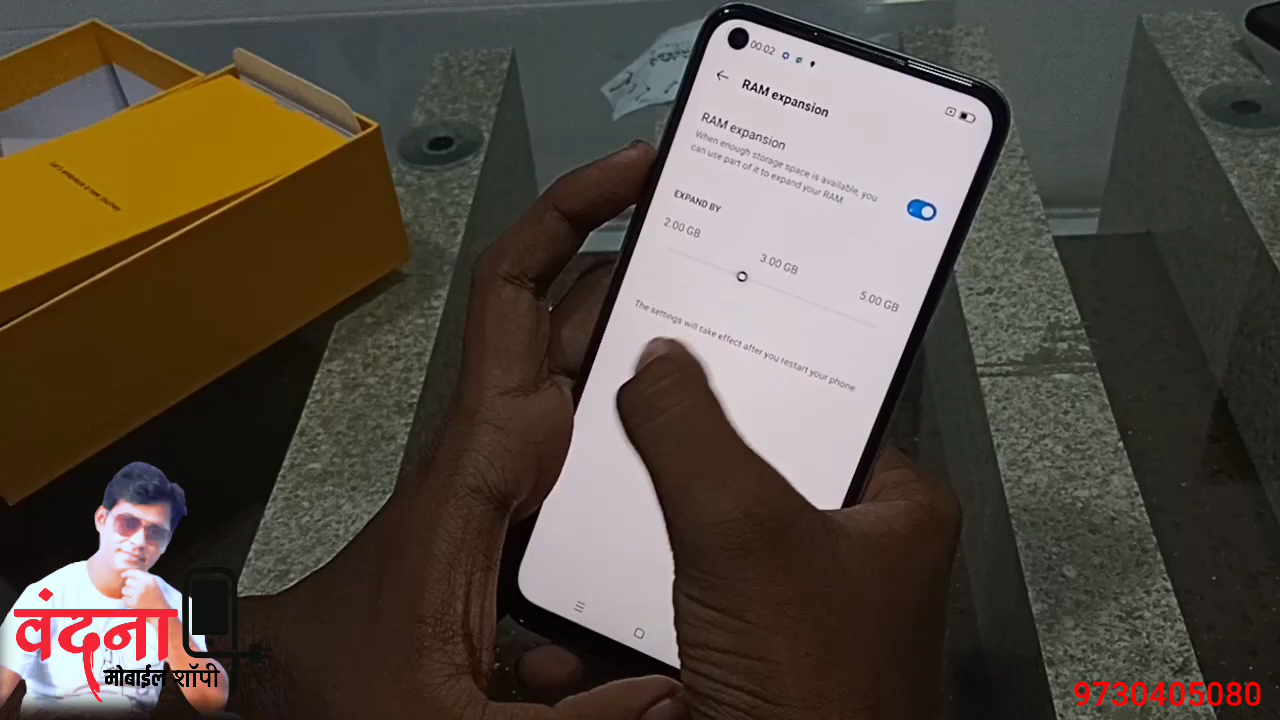 00.02
RAM expansion
RAM expansion
When enough storage space is available, you
can use part of it to expand your RAM
EXPAND BY
2.00 GB
3.00 GB
5.00 GB
The settings will take effect after you restart your phone
वंदना
मोबाईल शॉपी
9730405080